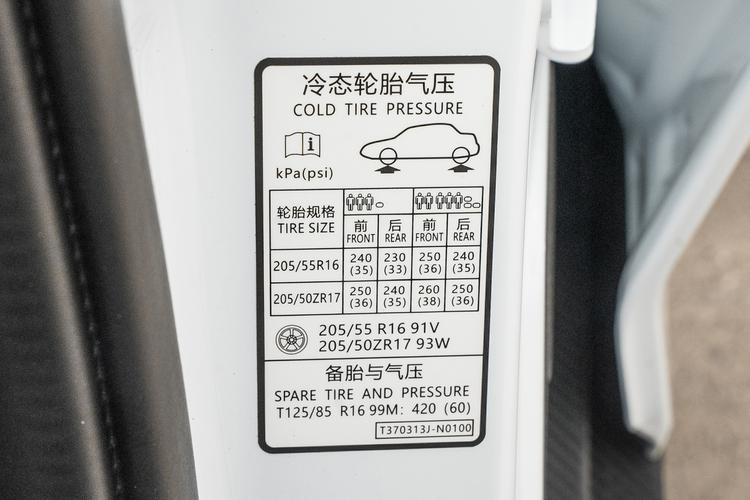 冷态轮胎气压
COLD TIRE PRESSURE
i
kPa(psi)
轮胎规格
TIRE SIZE
前 后 前 后
FRONT REAR FRONT REAR
205/55R16 240 (35) 230 (33) 250 (36) 240 (35)
205/50ZR17 250 (36) 240 (35) 260 (38) 250 (36)
205/55 R16 91V
205/50ZR17 93W
备胎与气压
SPARE TIRE AND PRESSURE
T125/85 R16 99M: 420 (60)
T370313J-N0100